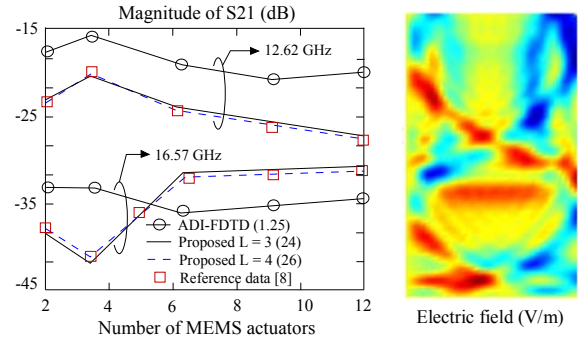 Magnitude of S21 (dB)
-15
-25
-35
-45
12.62 GHz
16.57 GHz
ADI-FDTD (1.25)
Proposed L = 3 (24)
Proposed L = 4 (26)
Reference data [8]
2 4 6 8 10 12
Number of MEMS actuators
Electric field (V/m)